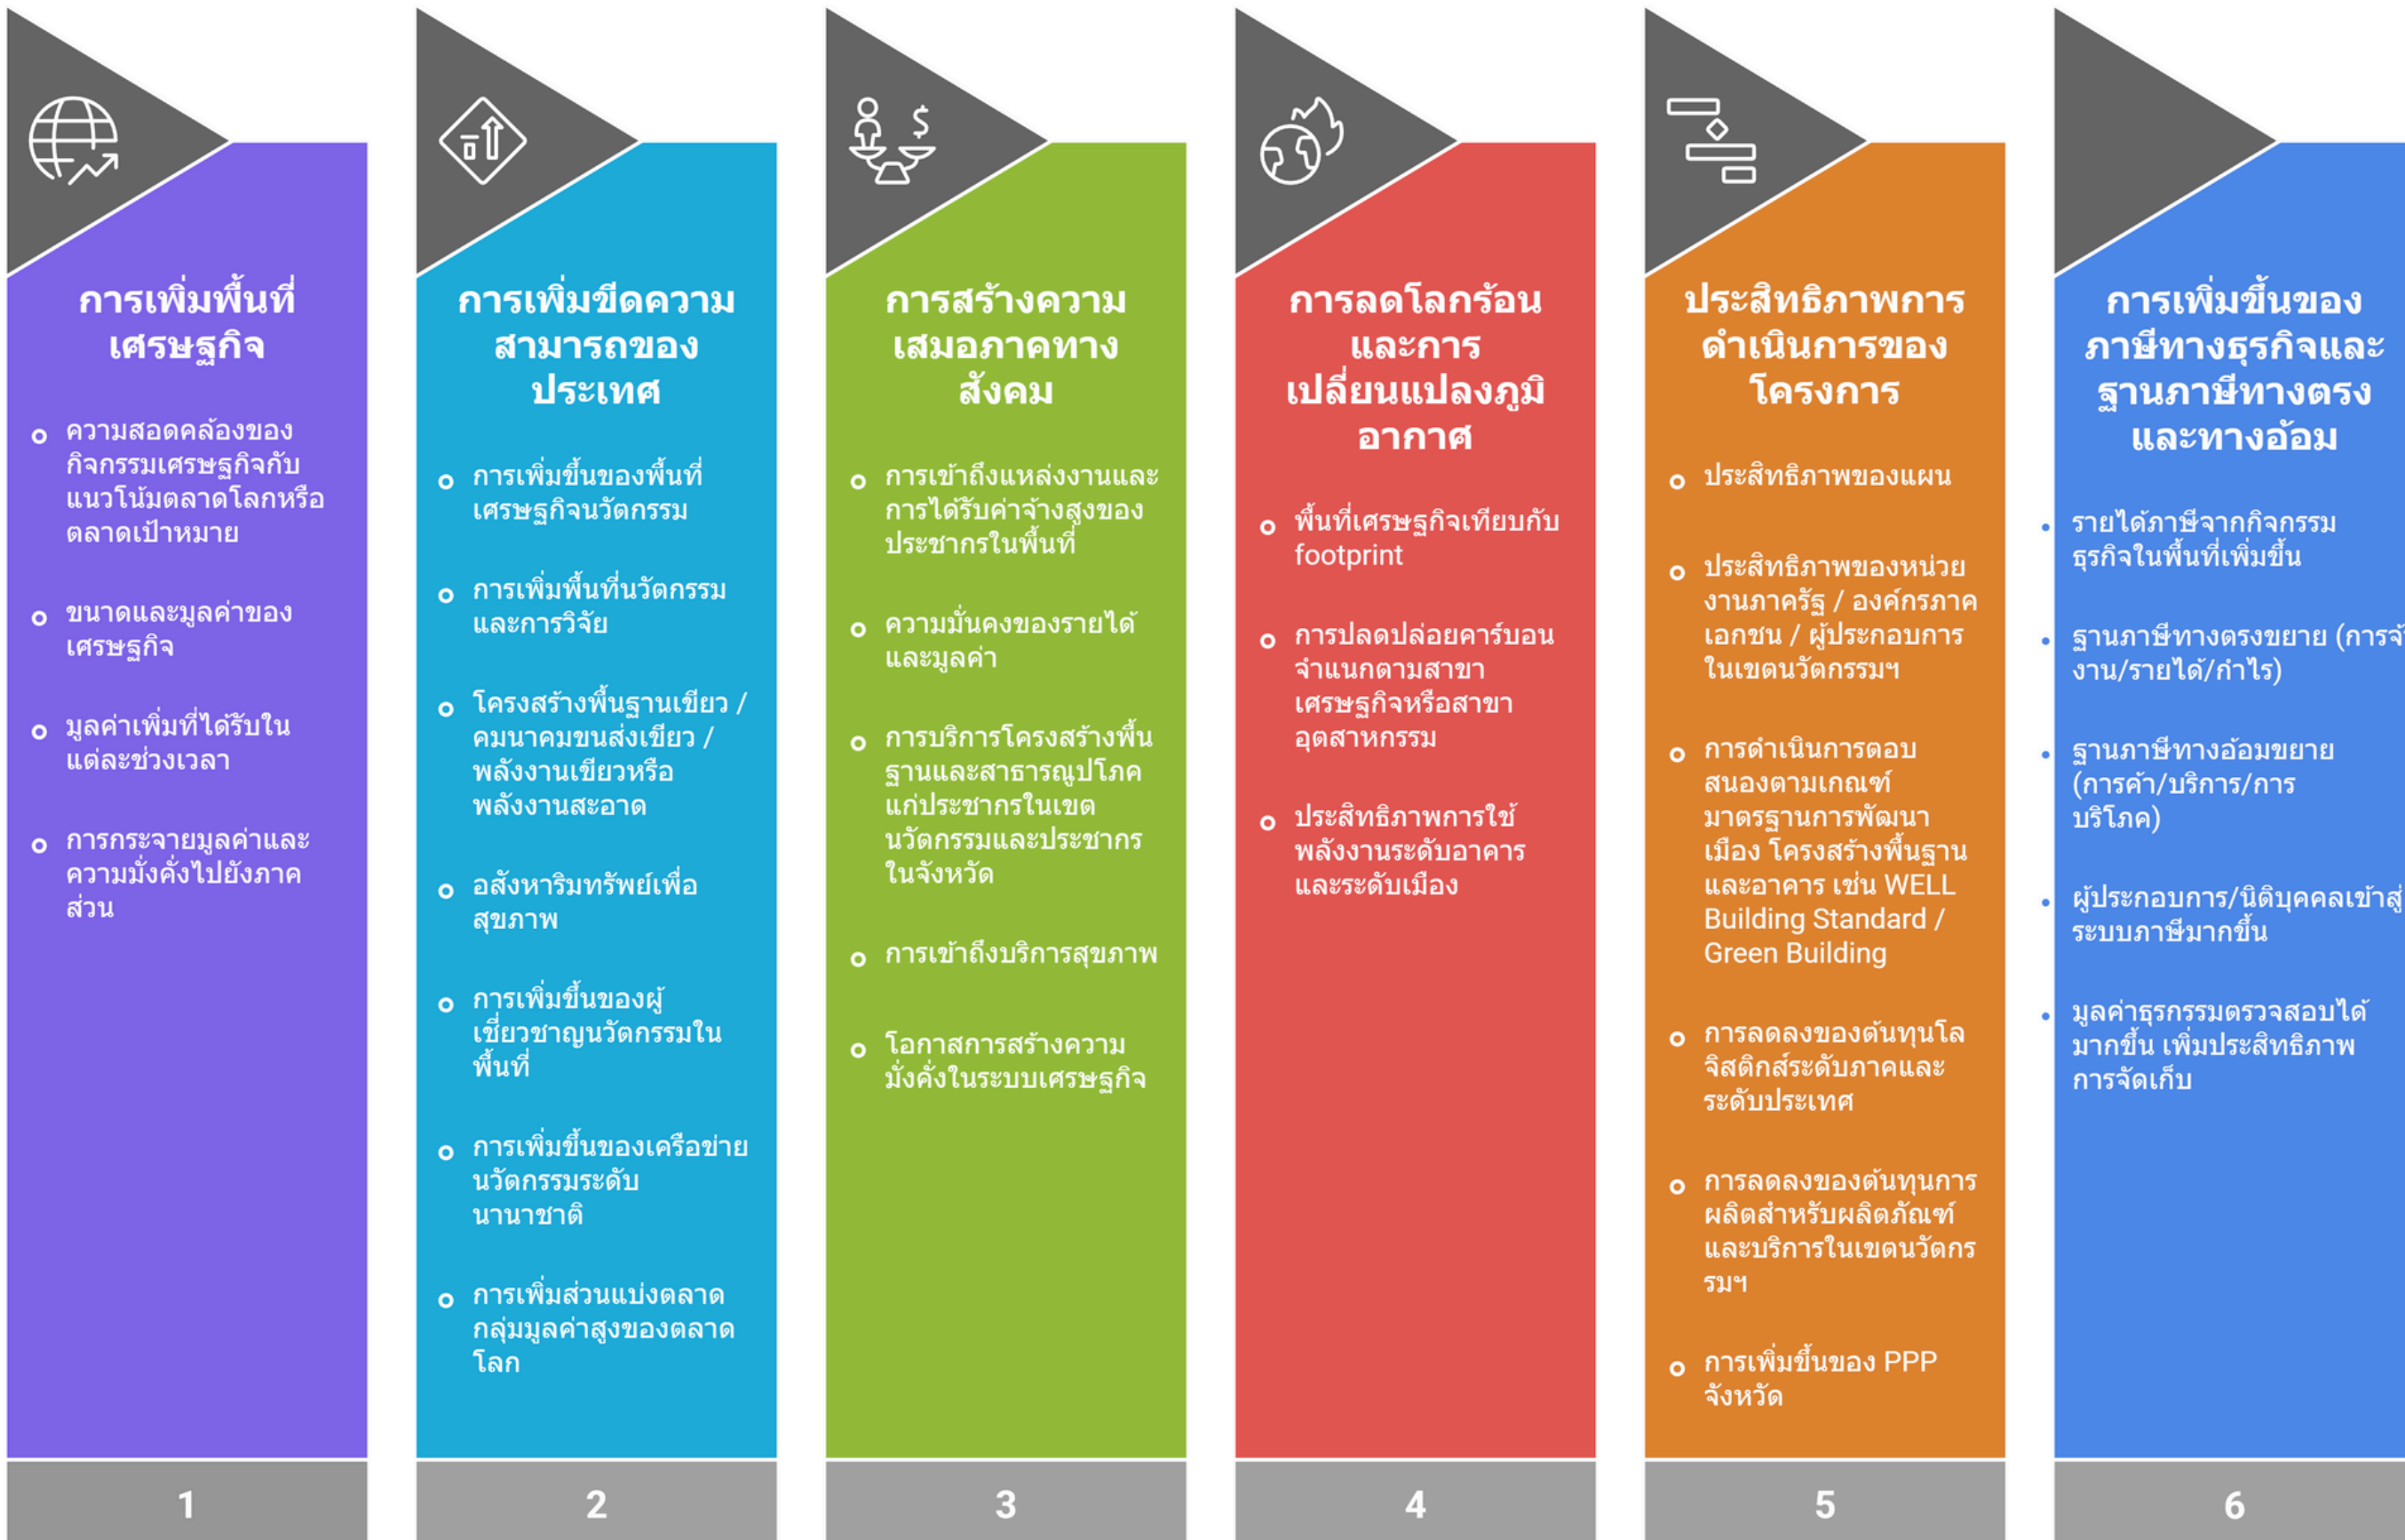 การเพิ่มพื้นที่
เศรษฐกิจ
ความสอดคล้องของ
กิจกรรมเศรษฐกิจกับ
แนวโน้มตลาดโลกหรือ
ตลาดเป้าหมาย
ขนาดและมูลค่าของ
เศรษฐกิจ
มูลค่าเพิ่มที่ได้รับใน
แต่ละช่วงเวลา
การกระจายมูลค่าและ
ความมั่งคั่งไปยังภาค
ส่วน
1
การเพิ่มขีดความ
สามารถของ
ประเทศ
การเพิ่มขึ้นของพื้นที่
เศรษฐกิจนวัตกรรม
การเพิ่มพื้นที่นวัตกรรม
และการวิจัย
โครงสร้างพื้นฐานเขียว /
คมนาคมขนส่งเขียว /
พลังงานเขียวหรือ
พลังงานสะอาด
อสังหาริมทรัพย์เพื่อ
สุขภาพ
การเพิ่มขึ้นของผู้
เชี่ยวชาญนวัตกรรมใน
พื้นที่
การเพิ่มขึ้นของเครือข่าย
นวัตกรรมระดับ
นานาชาติ
การเพิ่มส่วนแบ่งตลาด
กลุ่มมูลค่าสูงของตลาด
โลก
2
การสร้างความ
เสมอภาคทาง
สังคม
การเข้าถึงแหล่งงานและ
การได้รับค่าจ้างสูงของ
ประชากรในพื้นที่
ความมั่นคงของรายได้
และมูลค่า
การบริการโครงสร้างพื้น
ฐานและสาธารณูปโภค
แก่ประชากรในเขต
นวัตกรรมและประชากร
ในจังหวัด
การเข้าถึงบริการสุขภาพ
โอกาสการสร้างความ
มั่งคั่งในระบบเศรษฐกิจ
3
การลดโลกร้อน
และการ
เปลี่ยนแปลงภูมิ
อากาศ
พื้นที่เศรษฐกิจเทียบกับ
footprint
การปลดปล่อยคาร์บอน
จำแนกตามสาขา
เศรษฐกิจหรือสาขา
อุตสาหกรรม
ประสิทธิภาพการใช้
พลังงานระดับอาคาร
และระดับเมือง
4
ประสิทธิภาพการ
ดำเนินการของ
โครงการ
ประสิทธิภาพของแผน
ประสิทธิภาพของหน่วย
งานภาครัฐ / องค์กรภาค
เอกชน / ผู้ประกอบการ
ในเขตนวัตกรรมฯ
การดำเนินการตอบ
สนองตามเกณฑ์
มาตรฐานการพัฒนา
เมือง โครงสร้างพื้นฐาน
และอาคาร เช่น WELL
Building Standard /
Green Building
การลดลงของต้นทุนโล
จิสติกส์ระดับภาคและ
ระดับประเทศ
การลดลงของต้นทุนการ
ผลิตสำหรับผลิตภัณฑ์
และบริการในเขตนวัตกร
รมฯ
การเพิ่มขึ้นของ PPP
จังหวัด
5
การเพิ่มขึ้นของ
ภาษีทางธุรกิจและ
ฐานภาษีทางตรง
และทางอ้อม
รายได้ภาษีจากกิจกรรม
ธุรกิจในพื้นที่เพิ่มขึ้น
ฐานภาษีทางตรงขยาย
งาน/รายได้/กำไร)
ฐานภาษีทางอ้อมขยาย
(การค้า/บริการ/การ
บริโภค)
ผู้ประกอบการ/นิติบุคคลเข้าสู่
ระบบภาษีมากขึ้น
มูลค่าธุรกรรมตรวจสอบได้
มากขึ้น เพิ่มประสิทธิภาพ
การจัดเก็บ
6